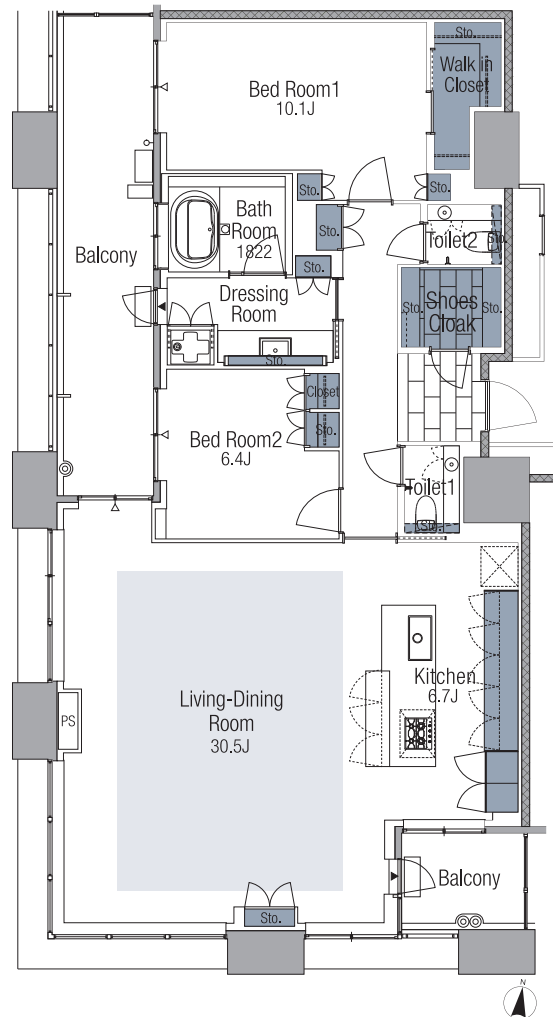 Sto.
Walk in
Closet
Bed Room1
10.1J
Sto.
Sto.
Sto.
Bath
Room
1822
Toilet2
Sto.
Balcony
Sto.
Dressing
Room
Sto.
Shoes
Cloak
Sto.
Sto.
Closet
Sto.
Bed Room2
6.4J
Toilet1
Sto.
Living-Dining
Room
30.5J
Kitchen
6.7J
PS
Balcony
Sto.
N